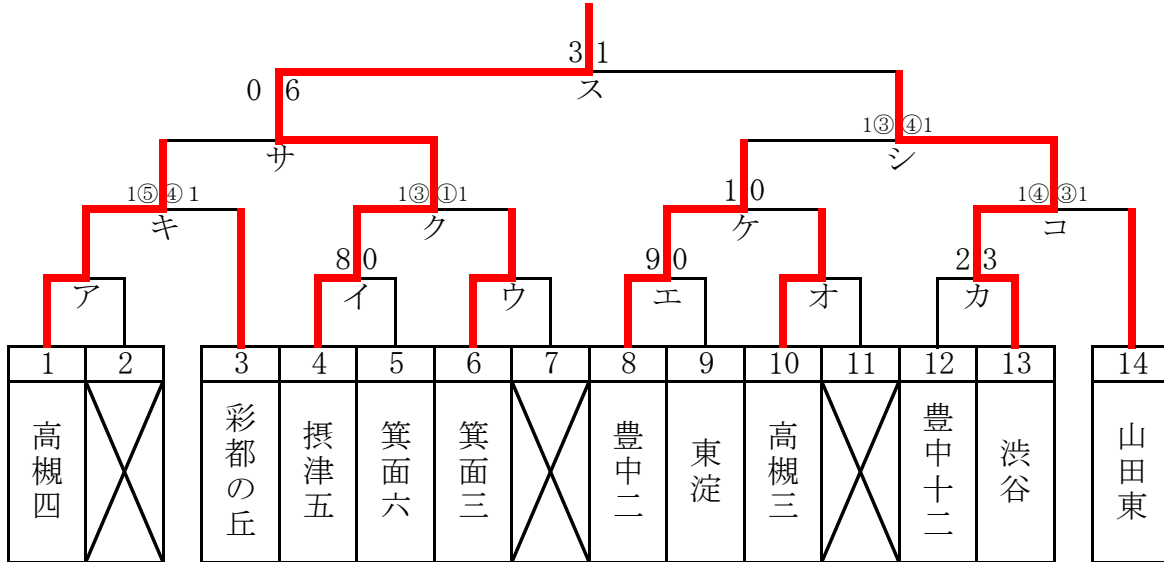 3 1
ス
0 6
1③ ④1
サ
シ
1⑤ ④ 1
1③ ①1
1 0
1④ ③1
キ
ク
ケ
コ
8 0
9 0
2 3
ア
イ
ウ
エ
オ
カ
1
2
3
4
5
6
7
8
9
10
11
12
13
14
高槻四
彩都の丘
摂津五
箕面六
箕面三
豊中二
東淀
高槻三
豊中十二
渋谷
山田東